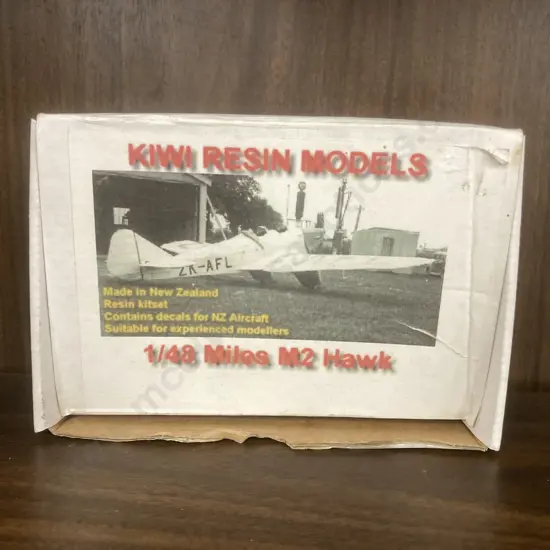 KIWI RESIN MODELS
ZK-AFL
Made in New Zealand
Resin kitset
Contains decals for NZ Aircraft
Suitable for experienced modellers
1/48 Miles M2 Hawk